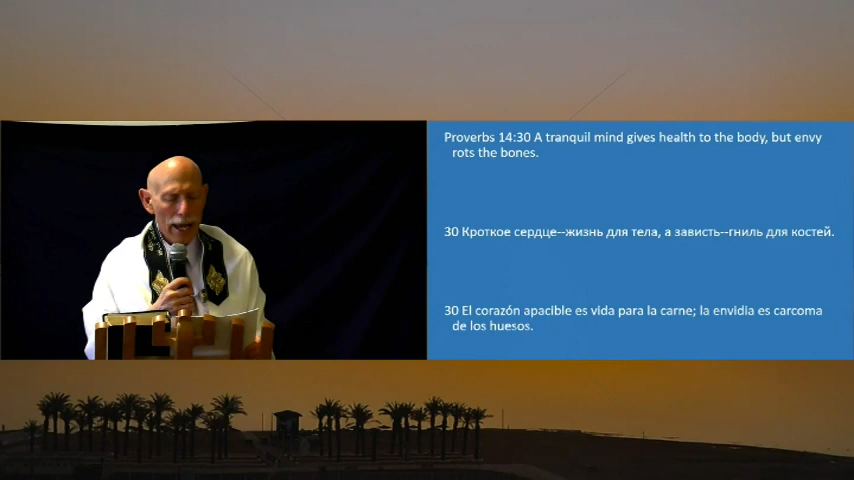 Proverbs 14:30 A tranquil mind gives health to the body, but envy
rots the bones.
30 Кроткое сердце--жизнь для тела, а зависть--гниль для костей.
30 El corazón apacible es vida para la carne; la envidia es carcoma
de los huesos.